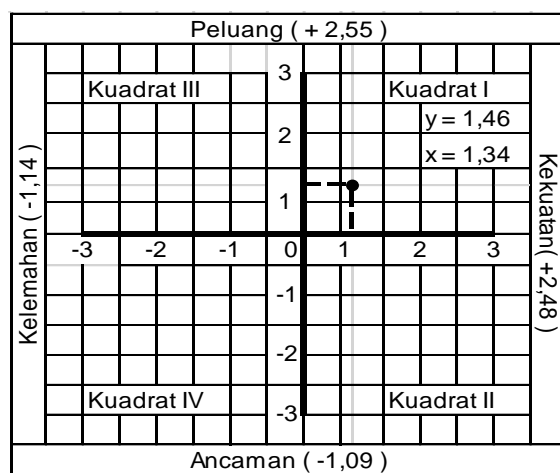 Peluang ( + 2,55 )
Kuadrat III
3
Kuadrat I
y = 1,46
2
x = 1,34
1
Kelemahan ( -1,14 )
Kekuatan( +2,48)
-3 -2 -1 0 1 2 3
-1
-2
Kuadrat IV
Kuadrat II
-3
Ancaman ( -1,09 )